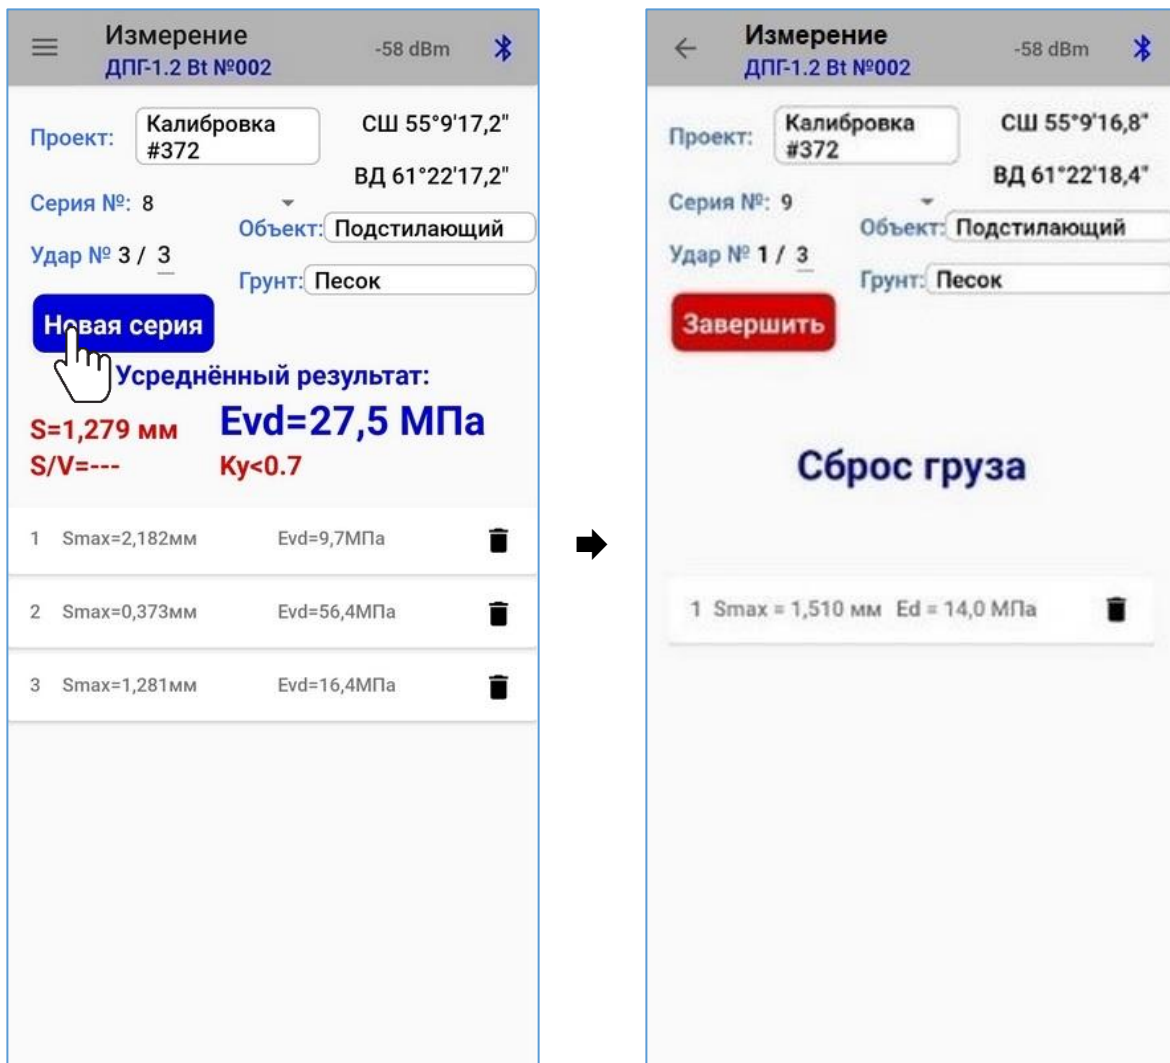 Измерение
-58 dBm
ДПГ-1.2 Bt №002
Проект:
Калибровка
#372
СШ 55°9'17,2"
ВД 61°22'17,2"
Серия №: 8
Объект: Подстилающий
Удар № 3 / 3
Грунт: Песок
Новая серия
Усреднённый результат:
S=1,279 мм
Evd=27,5 МПа
S/V=---
Ky<0.7
1 Smax=2,182мм Evd=9,7МПа
2 Smax=0,373мм Evd=56,4МПа
3 Smax=1,281мм Evd=16,4МПа
Измерение
-58 dBm
ДПГ-1.2 Bt №002
Проект:
Калибровка
#372
СШ 55°9'16,8"
ВД 61°22'18,4"
Серия №: 9
Объект: Подстилающий
Удар № 1 / 3
Грунт: Песок
Завершить
Сброс груза
1 Smax = 1,510 мм Ed = 14,0 МПа